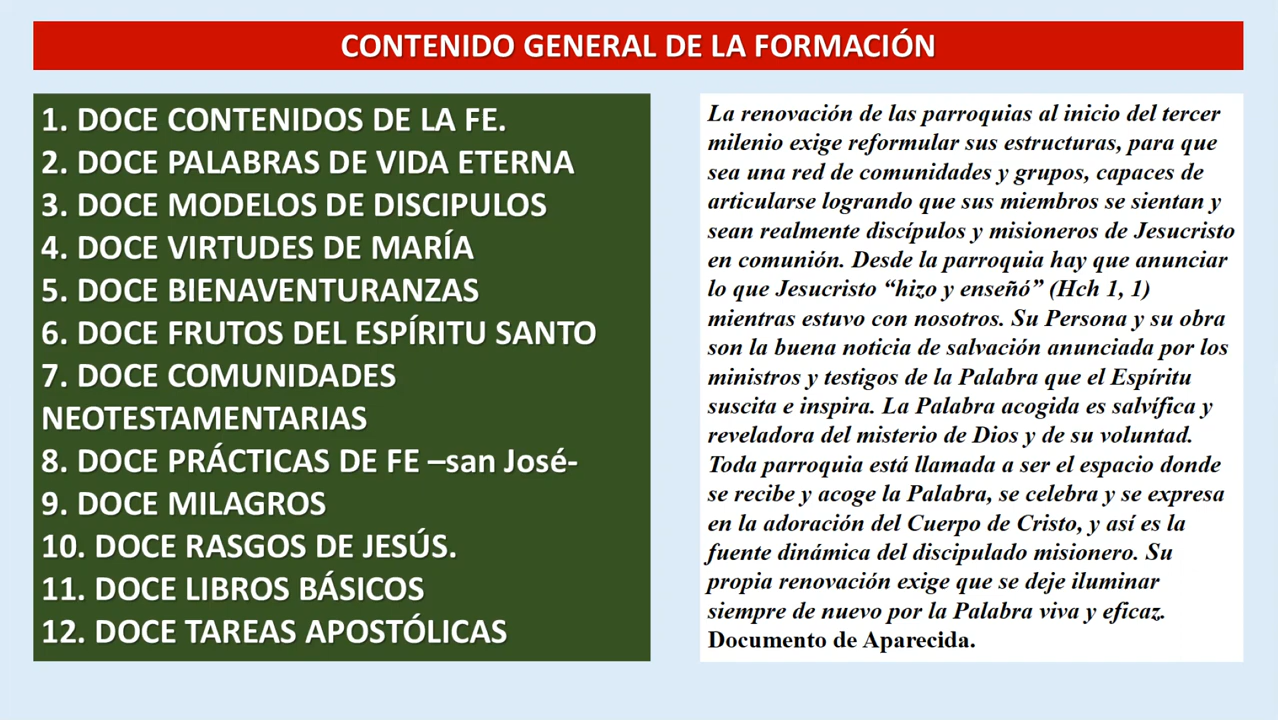 CONTENIDO GENERAL DE LA FORMACIÓN
1. DOCE CONTENIDOS DE LA FE.
2. DOCE PALABRAS DE VIDA ETERNA
3. DOCE MODELOS DE DISCIPULOS
4. DOCE VIRTUDES DE MARÍA
5. DOCE BIENAVENTURANZAS
6. DOCE FRUTOS DEL ESPÍRITU SANTO
7. DOCE COMUNIDADES
NEOTESTAMENTARIAS
8. DOCE PRÁCTICAS DE FE –san José-
9. DOCE MILAGROS
10. DOCE RASGOS DE JESÚS.
11. DOCE LIBROS BÁSICOS
12. DOCE TAREAS APOSTÓLICAS
La renovación de las parroquias al inicio del tercer
milenio exige reformular sus estructuras, para que
sea una red de comunidades y grupos, capaces de
articularse logrando que sus miembros se sientan y
sean realmente discípulos y misioneros de Jesucristo
en comunión. Desde la parroquia hay que anunciar
lo que Jesucristo “hizo y enseñó” (Hch 1, 1)
mientras estuvo con nosotros. Su Persona y su obra
son la buena noticia de salvación anunciada por los
ministros y testigos de la Palabra que el Espíritu
suscita e inspira. La Palabra acogida es salvífica y
reveladora del misterio de Dios y de su voluntad.
Toda parroquia está llamada a ser el espacio donde
se recibe y acoge la Palabra, se celebra y se expresa
en la adoración del Cuerpo de Cristo, y así es la
fuente dinámica del discipulado misionero. Su
propia renovación exige que se deje iluminar
siempre de nuevo por la Palabra viva y eficaz.
Documento de Aparecida.